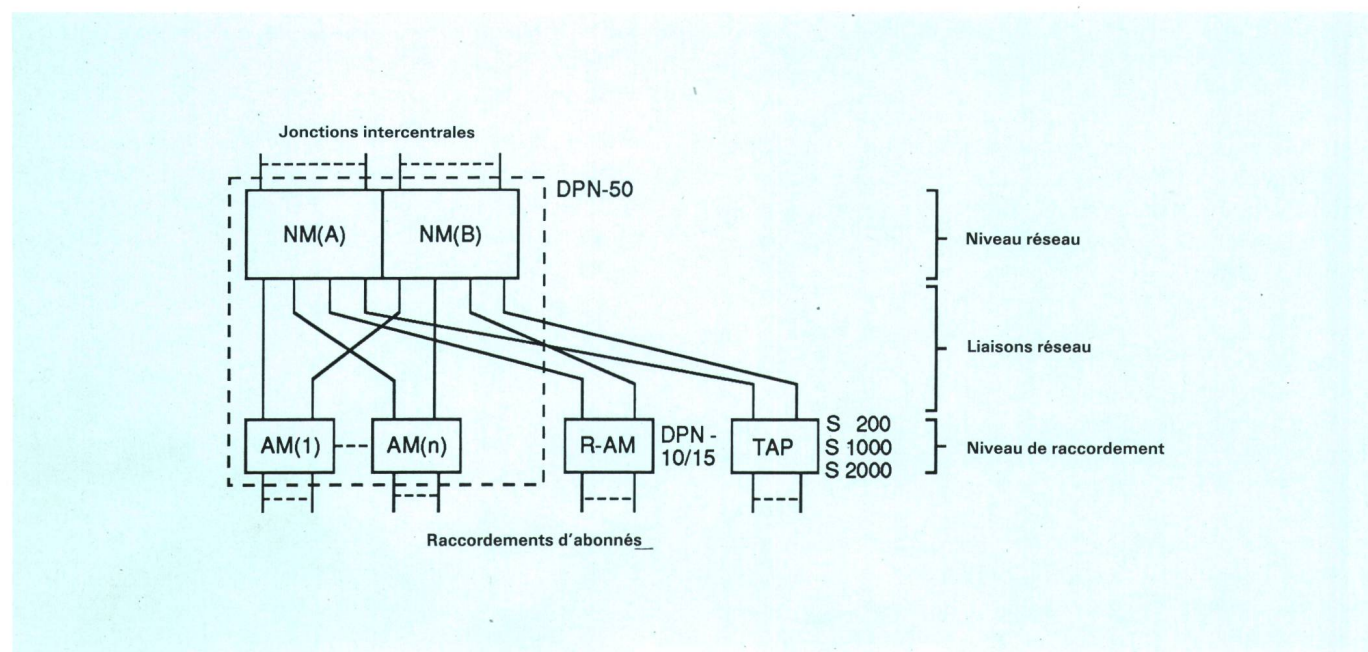 Jonctions intercentrales
DPN-50
NM(A)
NM(B)
Niveau réseau
Liaisons réseau
AM(1)
AM(n)
R-AM
DPN -
10/15
TAP
S 200
S 1000
S 2000
Niveau de raccordement
Raccordements d'abonnés